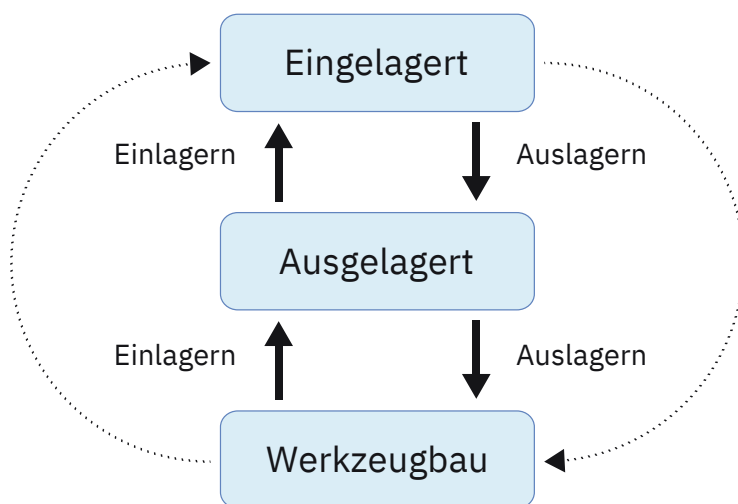 Eingelagert
Einlagern
Auslagern
Ausgelagert
Einlagern
Auslagern
Werkzeugbau